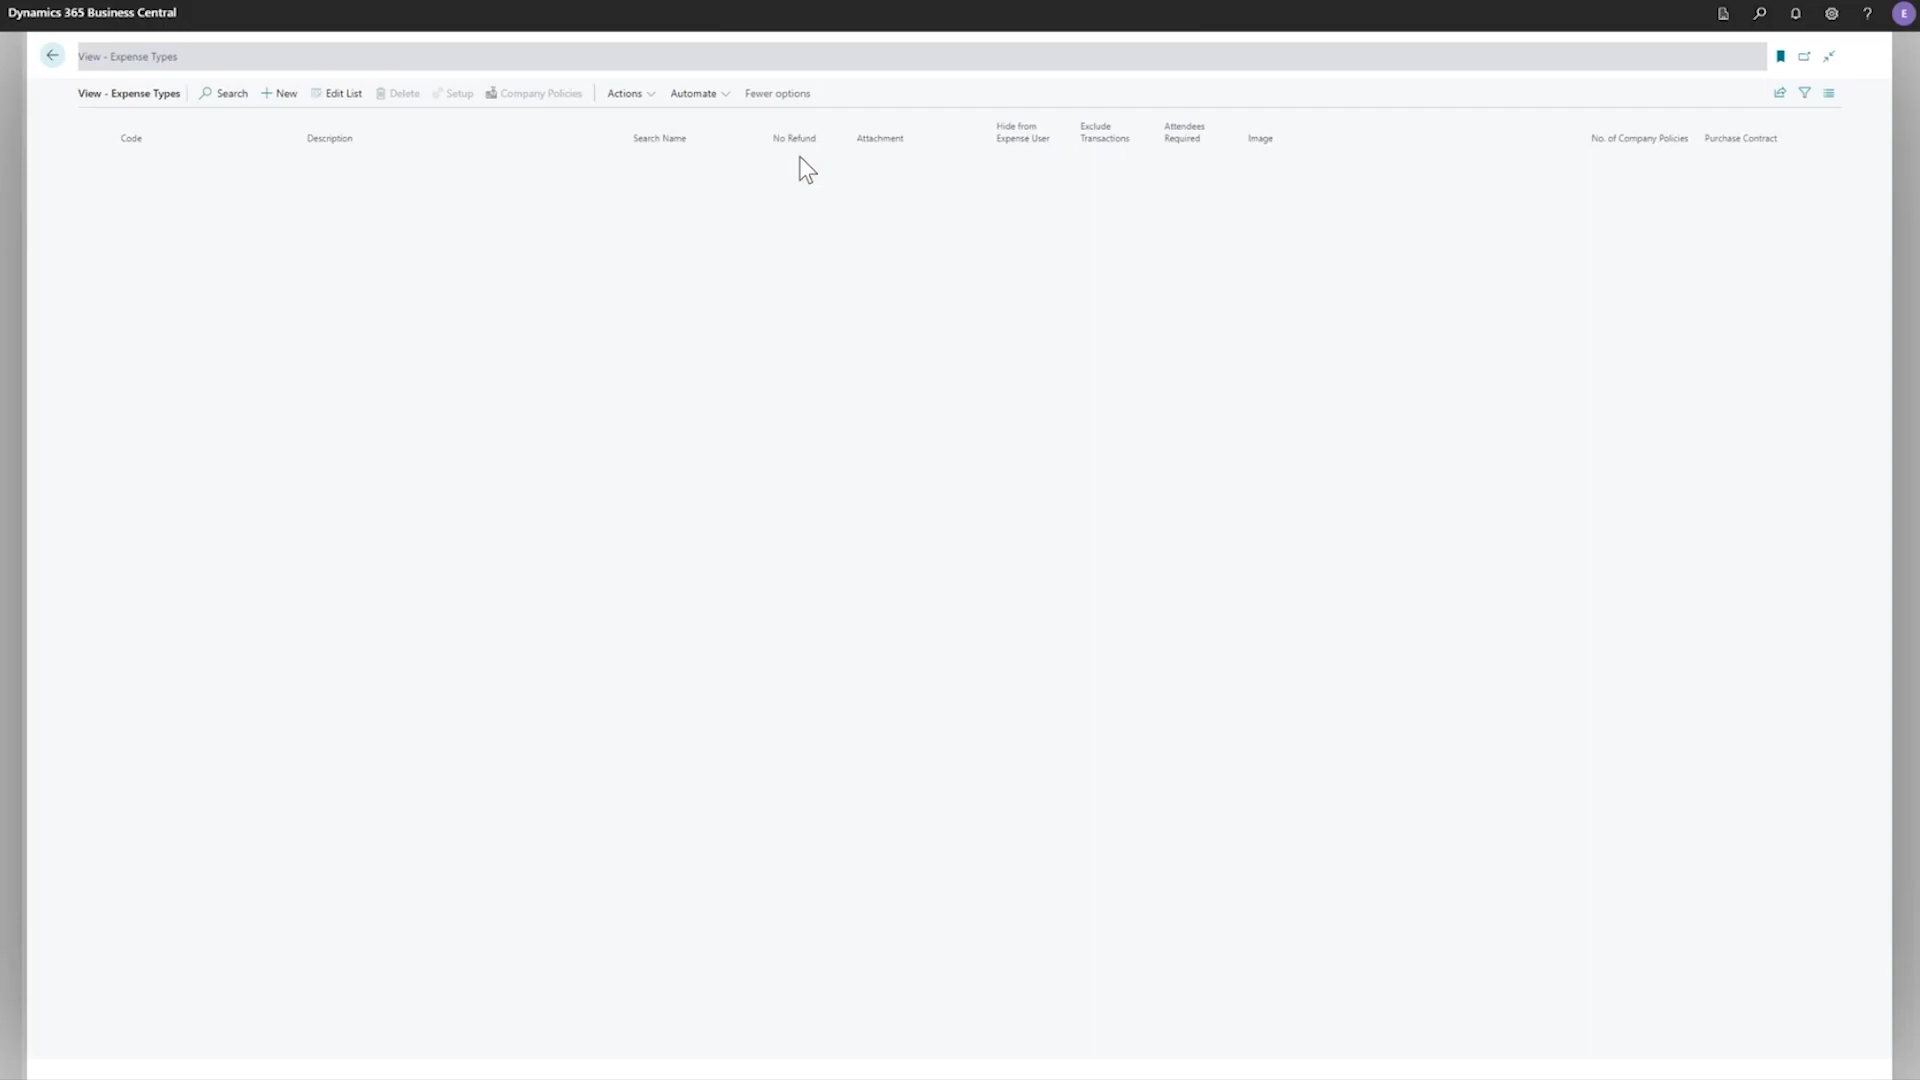 Dynamics 365 Business Central
E
View - Expense Types
View - Expense Types Search New Edit List Delete Setup Company Policies Actions Automate Fewer options
Code Description Search Name No Refund Attachment Hide from Expense User Exclude Transactions Attendees Required Image No. of Company Policies Purchase Contract